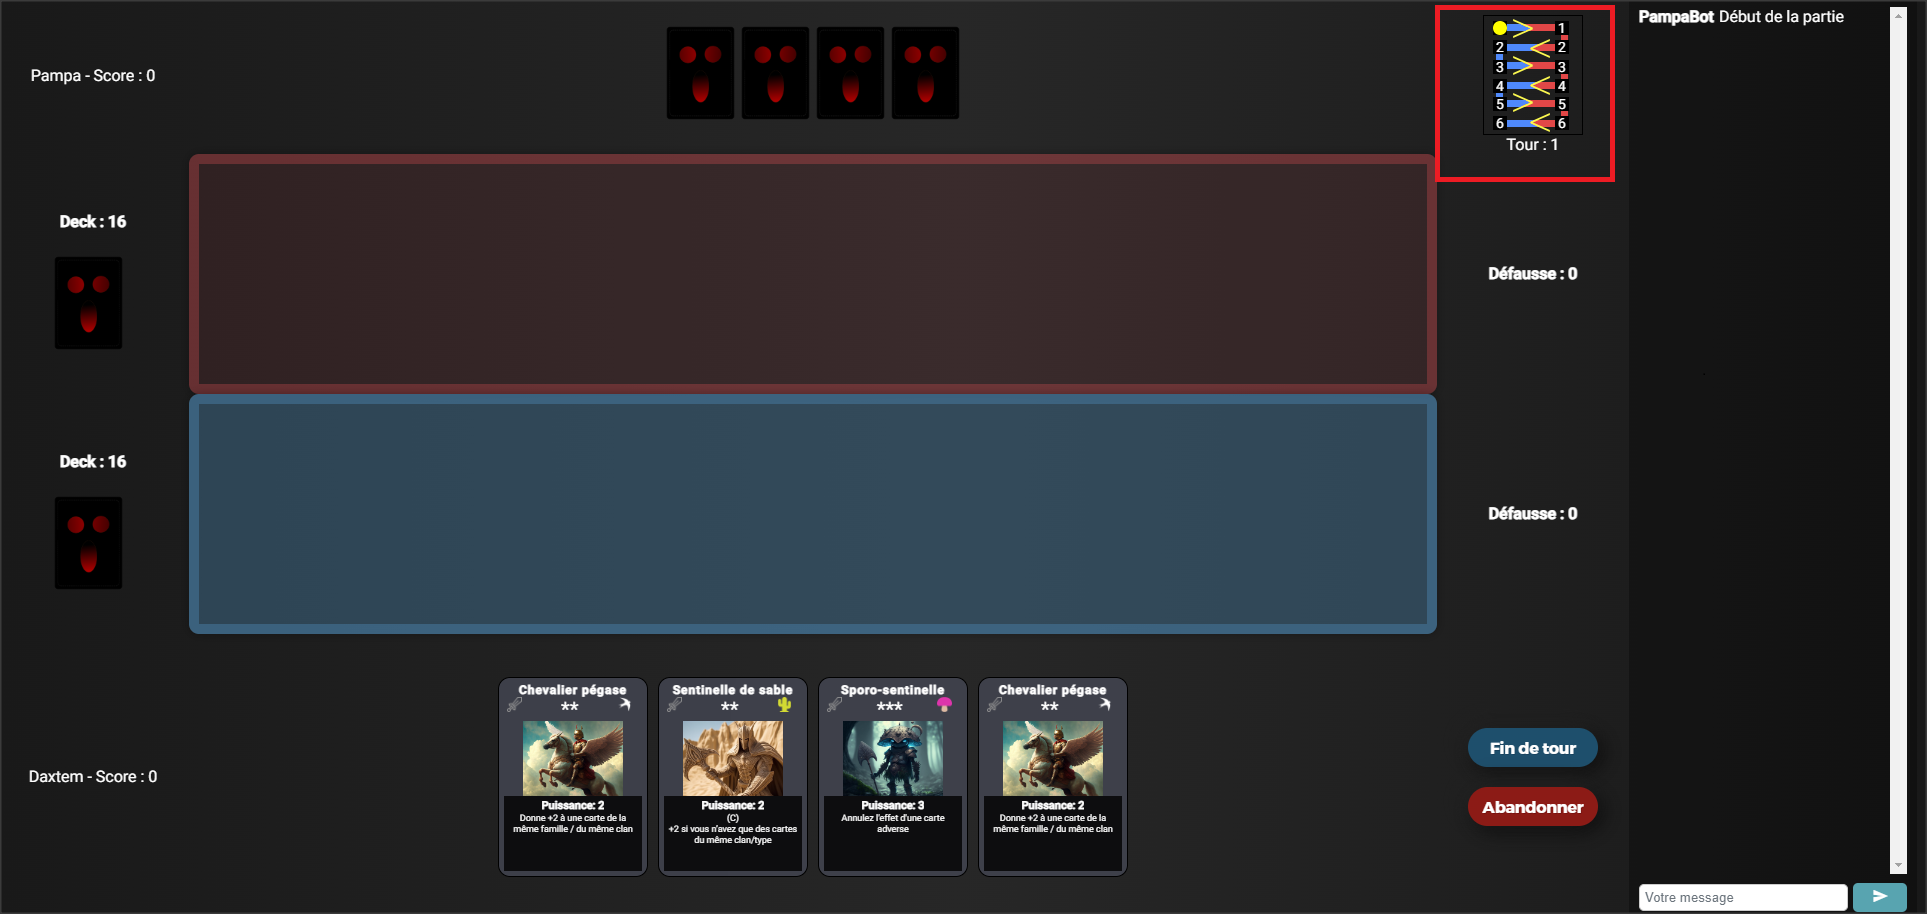 Pampa - Score : 0
1
2 2
3 3
4 4
5 5
6 6
Tour : 1
PampaBot Début de la partie
Deck : 16
Défausse : 0
Deck : 16
Défausse : 0
Daxtem - Score : 0
Chevalier pégase
**
Puissance: 2
Donne +2 à une carte de la
même famille / du même clan
Sentinelle de sable
**
Puissance: 2
(C)
+2 si vous n'avez que des cartes
du même clan/type
Sporo-sentinelle
***
Puissance: 3
Annulez l'effet d'une carte
adverse
Chevalier pégase
**
Puissance: 2
Donne +2 à une carte de la
même famille / du même clan
Fin de tour
Abandonner
Votre message